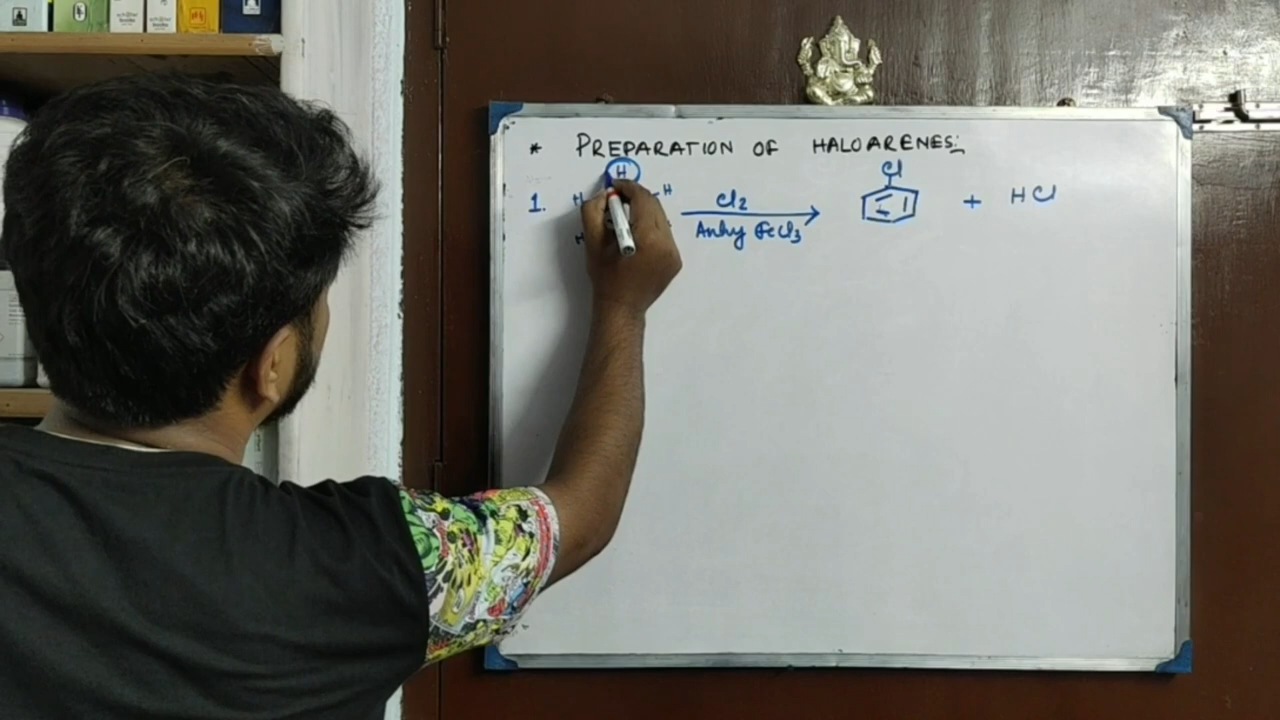 * PREPARATION OF HALOARENES:
H
1. H H Cl2 Cl + HCl
H Anhy FeCl3